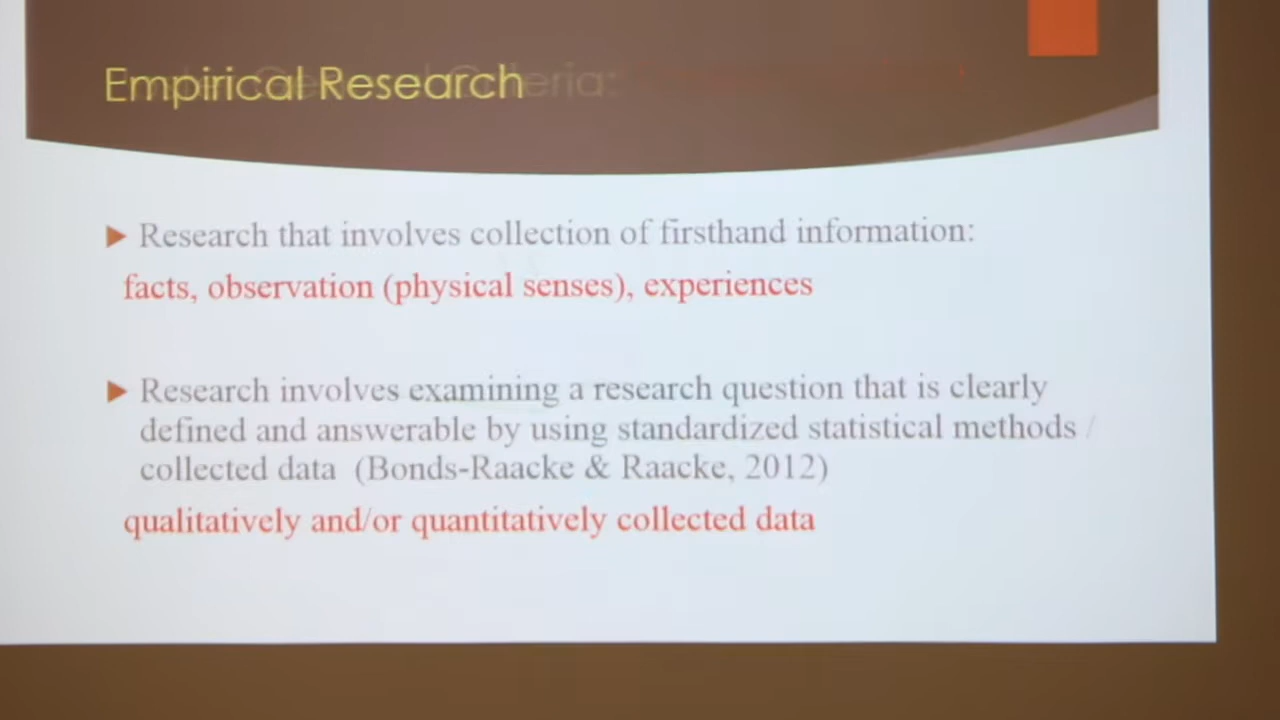 Empirical Research
Research that involves collection of firsthand information:
facts, observation (physical senses), experiences
Research involves examining a research question that is clearly
defined and answerable by using standardized statistical methods /
collected data (Bonds-Raacke & Raacke, 2012)
qualitatively and/or quantitatively collected data